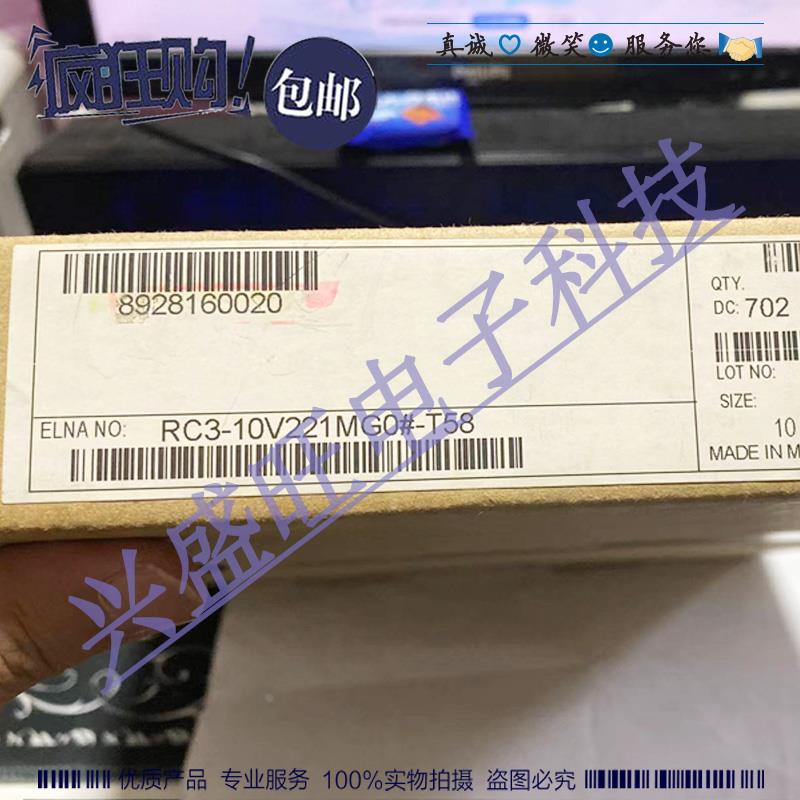 疯狂购!
包邮
真诚♡微笑☻服务你
8928160020
QTY.
DC: 702
LOT NO:
SIZE:
10
ELNA NO: RC3-10V221MG0#-T58
MADE IN M
兴盛旺电子科技
优质产品 专业服务 100%实物拍摄 盗图必究